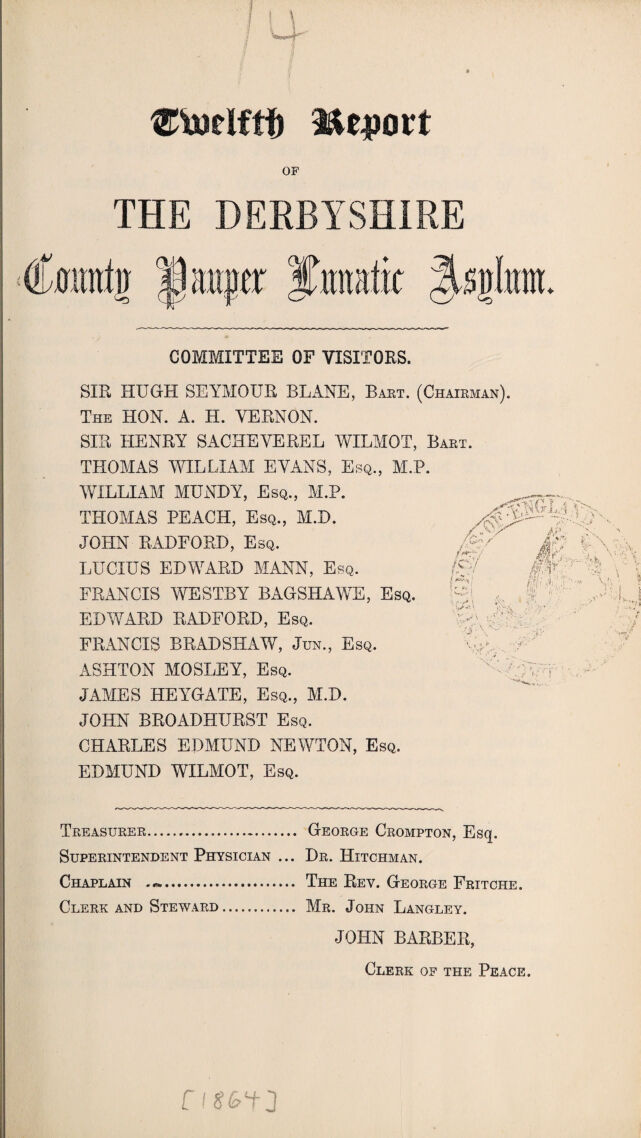 14
Twelfth Report
OF
THE DERBYSHIRE
County Pauper Lunatic Asylum.
COMMITTEE OF VISITORS.
SIR HUGH SEYMOUR BLANE, BART. (CHAIRMAN).
THE HON. A. H. VERNON.
SIR HENRY SACHEVEREL WILMOT, BART.
THOMAS WILLIAM EVANS, ESQ., M.P.
WILLIAM MUNDY, ESQ., M.P.
THOMAS PEACH, ESQ., M.D.
JOHN RADFORD, ESQ.
LUCIUS EDWARD MANN, ESQ.
FRANCIS WESTBY BAGSHAWE, ESQ.
EDWARD RADFORD, ESQ.
FRANCIS BRADSHAW, JUN., ESQ.
ASHTON MOSLEY, ESQ.
JAMES HEYGATE, ESQ., M.D.
JOHN BROADHURST ESQ.
CHARLES EDMUND NEWTON, ESQ.
EDMUND WILMOT, ESQ.
SURGEONS OF ENGLAND
TREASURER.......................... GEORGE CROMPTON, Esq.
SUPERINTENDENT PHYSICIAN ... DR. HITCHMAN.
CHAPLAIN .......................... THE REV. GEORGE FRITCHE.
CLERK AND STEWARD............ MR. JOHN LANGLEY.
JOHN BARBER,
CLERK OF THE PEACE.
[1864]